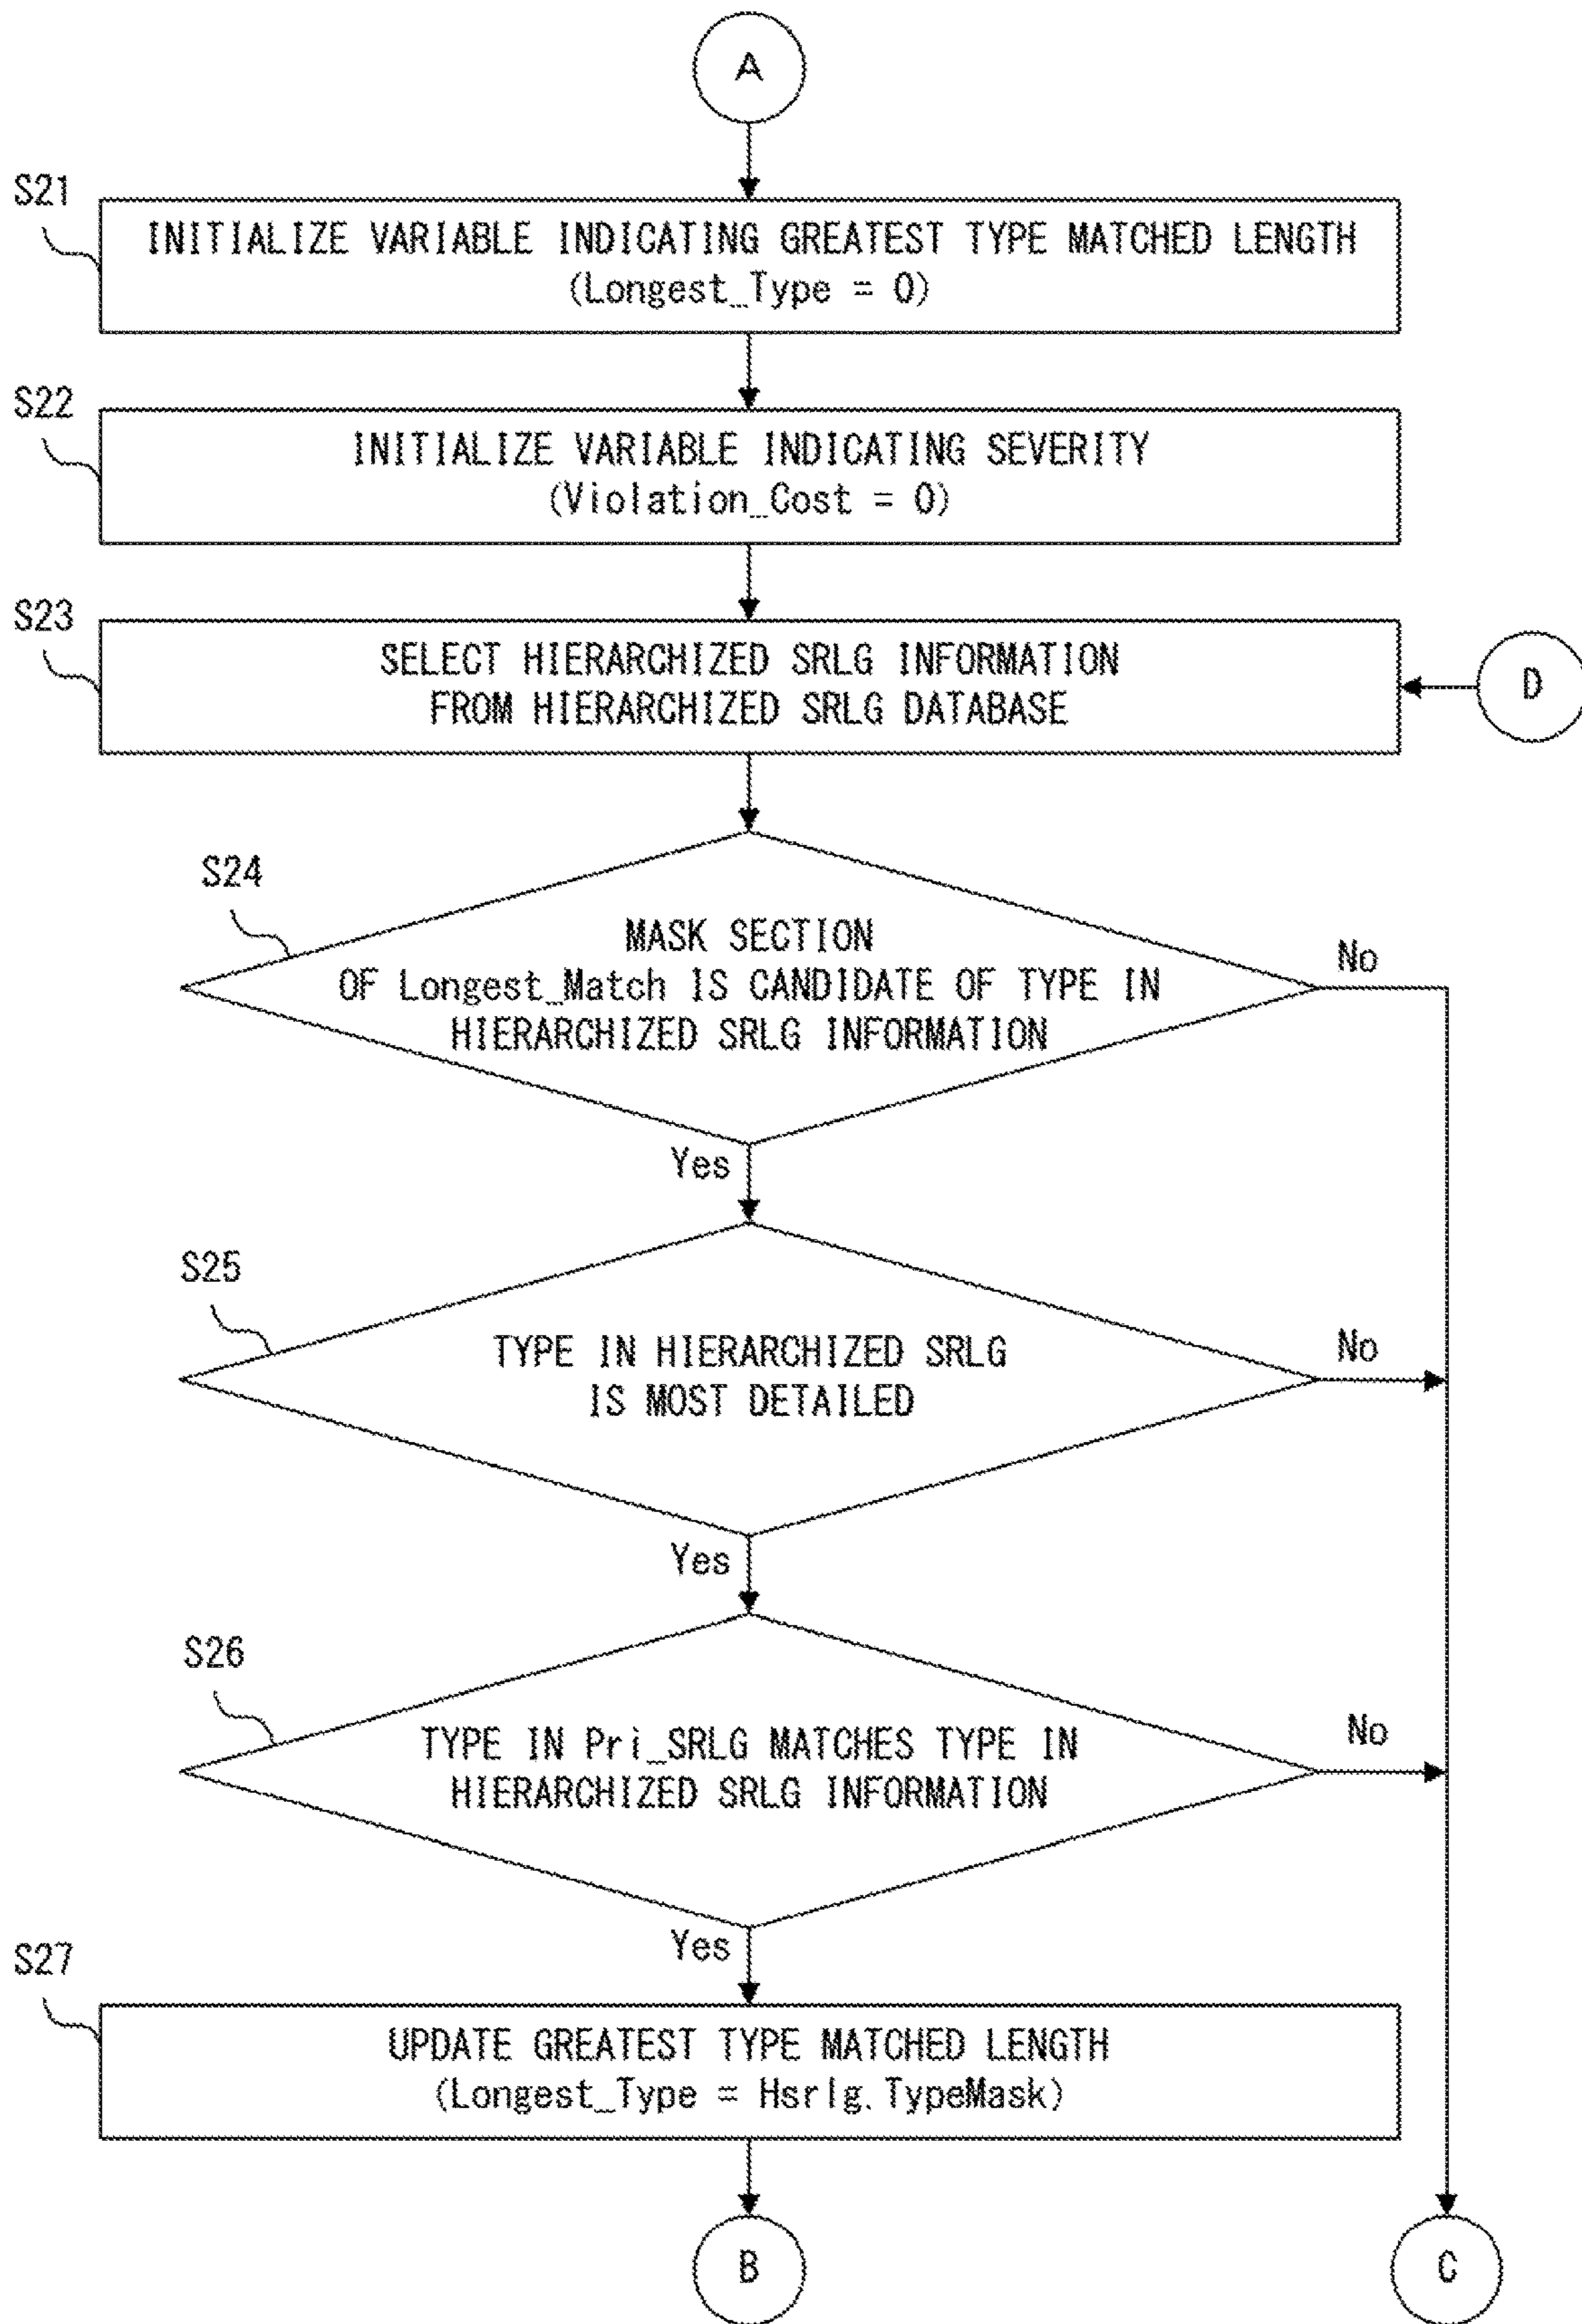 A
S21
INITIALIZE VARIABLE INDICATING GREATEST TYPE MATCHED LENGTH
(Longest_Type = 0)
S22
INITIALIZE VARIABLE INDICATING SEVERITY
(Violation_Cost = 0)
S23
SELECT HIERARCHIZED SRLG INFORMATION
FROM HIERARCHIZED SRLG DATABASE
D
S24
MASK SECTION
OF Longest_Match IS CANDIDATE OF TYPE IN
HIERARCHIZED SRLG INFORMATION
No
Yes
S25
TYPE IN HIERARCHIZED SRLG
IS MOST DETAILED
No
Yes
S26
TYPE IN Pri_SRLG MATCHES TYPE IN
HIERARCHIZED SRLG INFORMATION
No
Yes
S27
UPDATE GREATEST TYPE MATCHED LENGTH
(Longest_Type = Hsrlg.TypeMask)
B
C